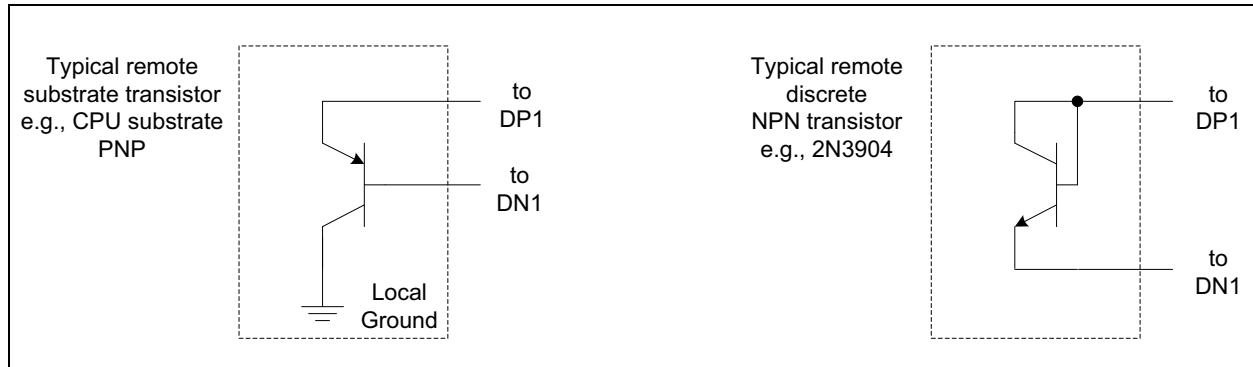 Typical remote
substrate transistor
e.g., CPU substrate
PNP
to
DP1
to
DN1
Local
Ground
Typical remote
discrete
NPN transistor
e.g., 2N3904
to
DP1
to
DN1